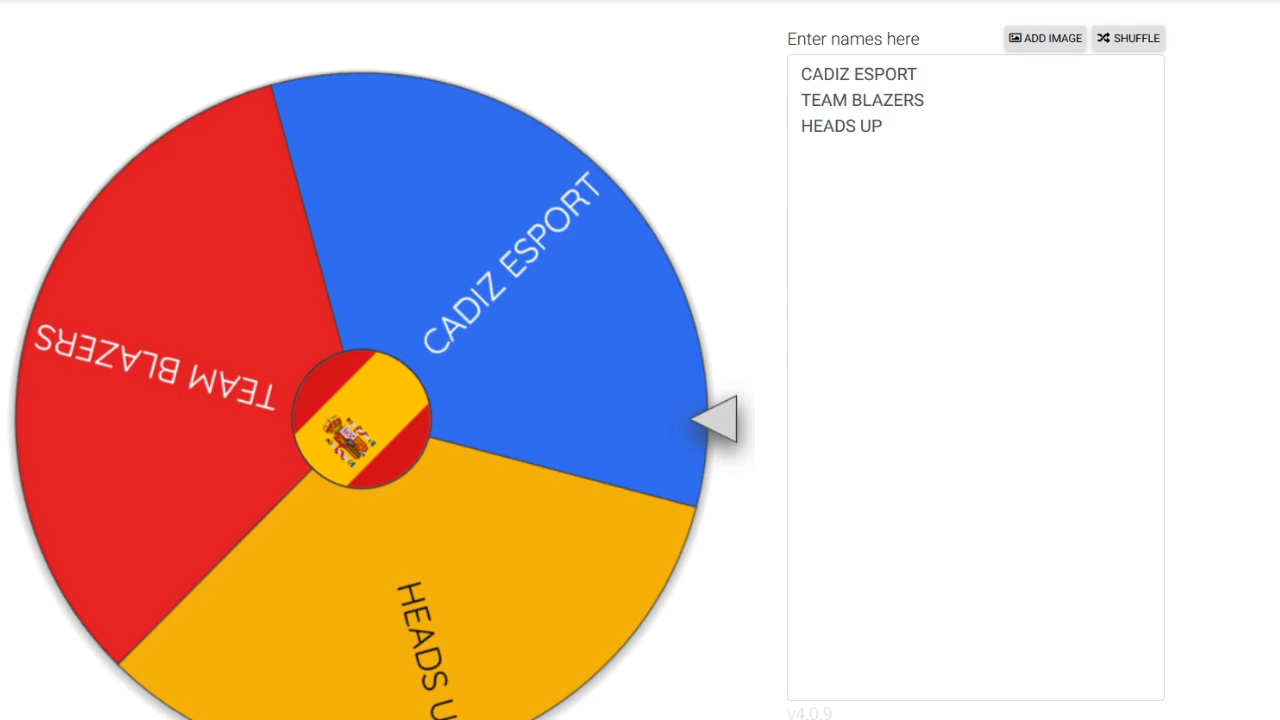 Enter names here
ADD IMAGE
SHUFFLE
CADIZ ESPORT
TEAM BLAZERS
HEADS UP
CADIZ ESPORT
TEAM BLAZERS
HEADS U
v4.0.9